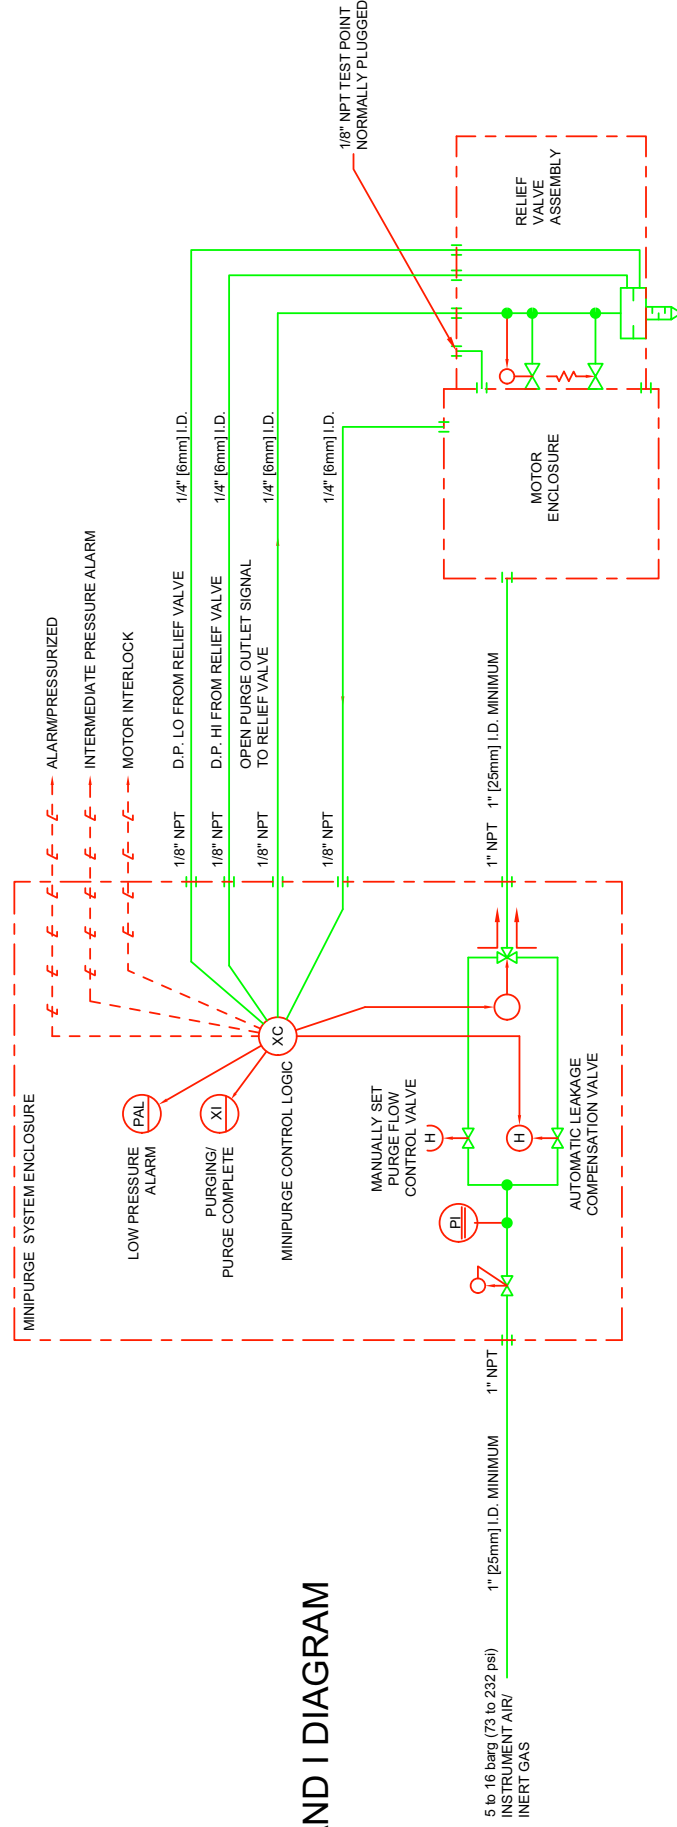 1/8" NPT TEST POINT
NORMALLY PLUGGED
RELIEF
VALVE
ASSEMBLY
MOTOR
ENCLOSURE
1/4" [6mm] I.D.
1/4" [6mm] I.D.
1/4" [6mm] I.D.
1/4" [6mm] I.D.
ALARM/PRESSURIZED
INTERMEDIATE PRESSURE ALARM
MOTOR INTERLOCK
D.P. LO FROM RELIEF VALVE
D.P. HI FROM RELIEF VALVE
OPEN PURGE OUTLET SIGNAL
TO RELIEF VALVE
1/8" NPT
1/8" NPT
1/8" NPT
1/8" NPT
1" NPT
1" [25mm] I.D. MINIMUM
MINIPURGE SYSTEM ENCLOSURE
PAL
LOW PRESSURE
ALARM
XI
PURGING/
PURGE COMPLETE
XC
MINIPURGE CONTROL LOGIC
MANUALLY SET
PURGE FLOW
CONTROL VALVE
H
H
AUTOMATIC LEAKAGE
COMPENSATION VALVE
PI
1" NPT
1" [25mm] I.D. MINIMUM
5 to 16 barg (73 to 232 psi)
INSTRUMENT AIR/
INERT GAS
AND I DIAGRAM